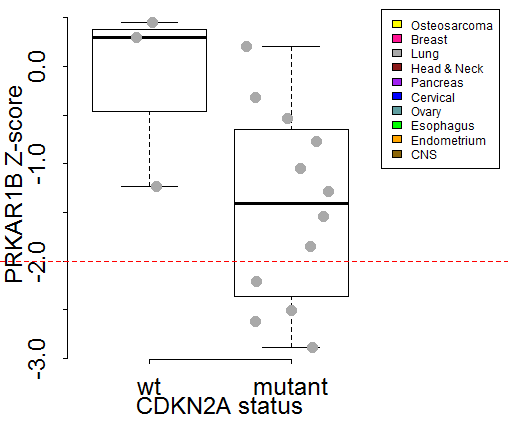 PRKAR1B Z-score
0.0
-1.0
-2.0
-3.0
wt
mutant
CDKN2A status
Osteosarcoma
Breast
Lung
Head & Neck
Pancreas
Cervical
Ovary
Esophagus
Endometrium
CNS